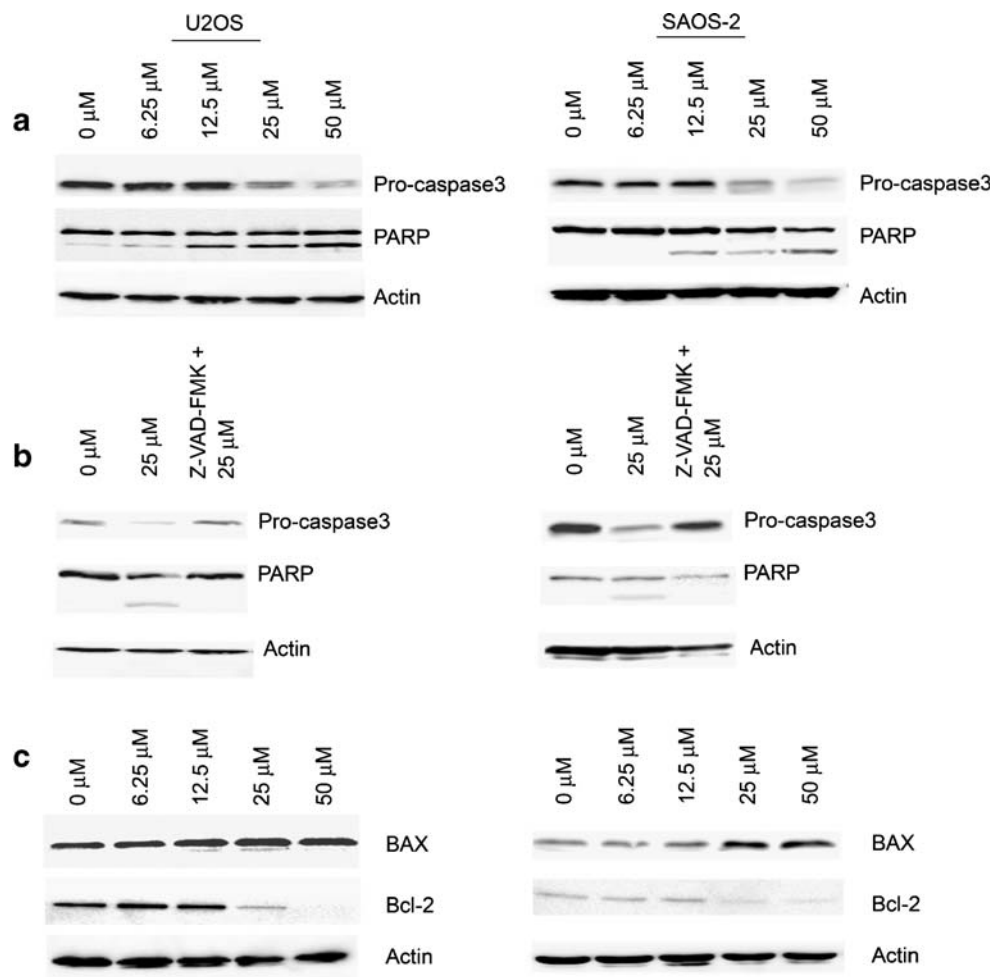 U2OS
SAOS-2
a
0 µM
6.25 µM
12.5 µM
25 µM
50 µM
0 µM
6.25 µM
12.5 µM
25 µM
50 µM
Pro-caspase3
Pro-caspase3
PARP
PARP
Actin
Actin
b
0 µM
25 µM
Z-VAD-FMK +
25 µM
0 µM
25 µM
Z-VAD-FMK +
25 µM
Pro-caspase3
Pro-caspase3
PARP
PARP
Actin
Actin
c
0 µM
6.25 µM
12.5 µM
25 µM
50 µM
0 µM
6.25 µM
12.5 µM
25 µM
50 µM
BAX
BAX
Bcl-2
Bcl-2
Actin
Actin